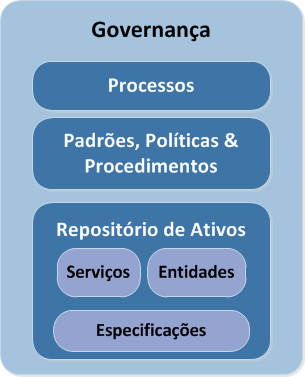 Governança
Processos
Padrões, Políticas &
Procedimentos
Repositório de Ativos
Serviços
Entidades
Especificações